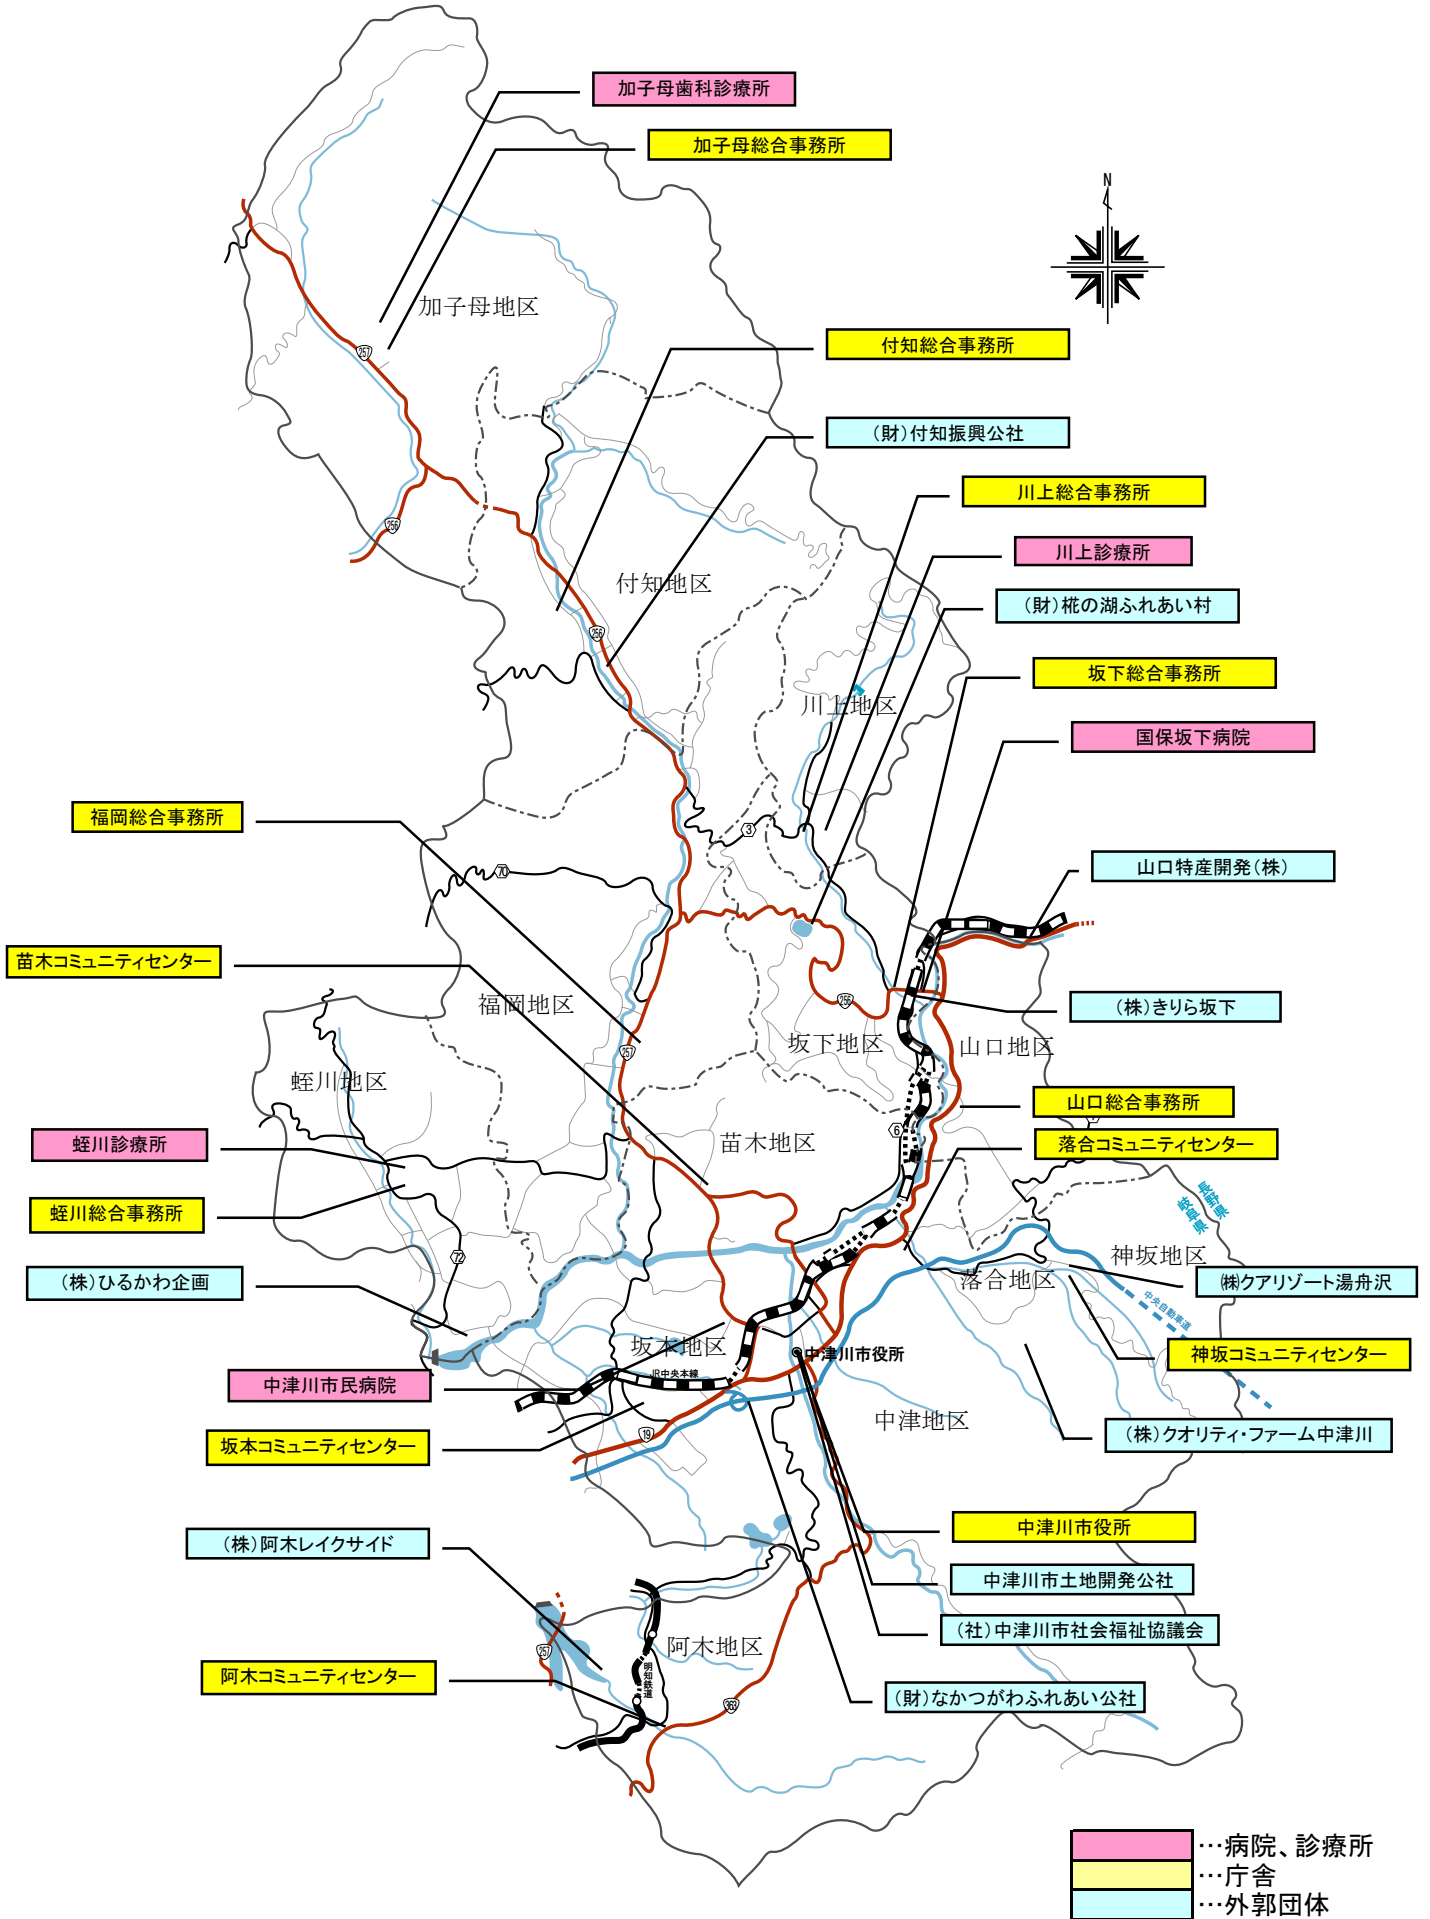 加子母歯科診療所
加子母総合事務所
N
加子母地区
付知総合事務所
257
(財)付知振興公社
川上総合事務所
256
川上診療所
付知地区
(財)椛の湖ふれあい村
256
坂下総合事務所
川上地区
国保坂下病院
福岡総合事務所
3
山口特産開発(株)
70
苗木コミュニティセンター
福岡地区
256
(株)きりら坂下
坂下地区
山口地区
257
蛭川地区
山口総合事務所
7
6
蛭川診療所
苗木地区
落合コミュニティセンター
長野県
岐阜県
蛭川総合事務所
72
神坂地区
(株)ひるかわ企画
落合地区
㈱クアリゾート湯舟沢
中央自動車道
坂本地区
中津川市役所
神坂コミュニティセンター
JR中央本線
中津川市民病院
中津地区
坂本コミュニティセンター
19
(株)クオリティ・ファーム中津川
中津川市役所
(株)阿木レイクサイド
中津川市土地開発公社
(社)中津川市社会福祉協議会
257
阿木地区
明知鉄道
阿木コミュニティセンター
363
(財)なかつがわふれあい公社
…病院、診療所
…庁舎
…外郭団体